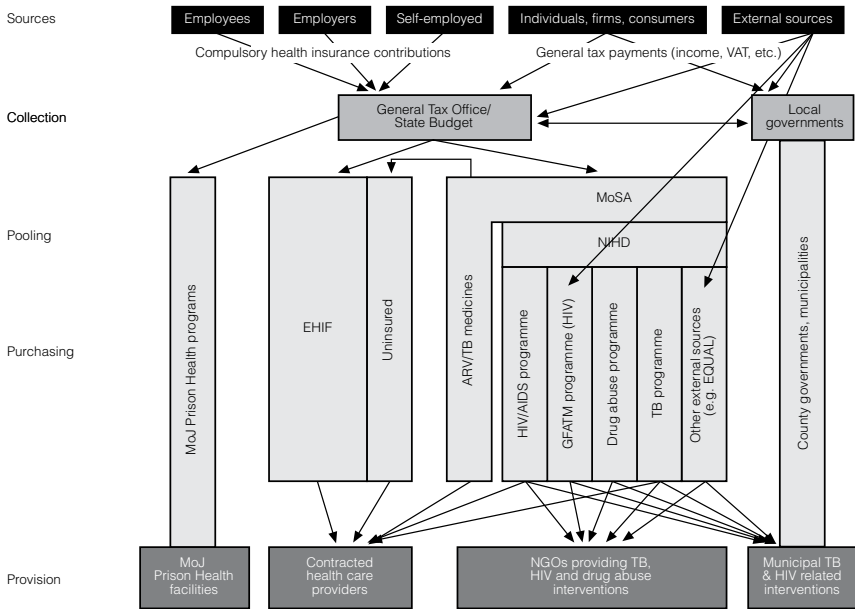 Sources
Employees
Employers
Self-employed
Individuals, firms, consumers
External sources
Compulsory health insurance contributions
General tax payments (income, VAT, etc.)
Collection
General Tax Office/
State Budget
Local
governments
Pooling
Purchasing
MoJ Prison Health programs
EHIF
Uninsured
ARV/TB medicines
MoSA
NIHD
HIV/AIDS programme
GFATM programme (HIV)
Drug abuse programme
TB programme
Other external sources
(e.g. EQUAL)
County governments, municipalities
Provision
MoJ
Prison Health
facilities
Contracted
health care
providers
NGOs providing TB,
HIV and drug abuse
interventions
Municipal TB
& HIV related
interventions